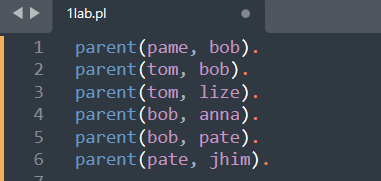 1lab.pl
1 parent(pame, bob).
2 parent(tom, bob).
3 parent(tom, lize).
4 parent(bob, anna).
5 parent(bob, pate).
6 parent(pate, jhim).
7